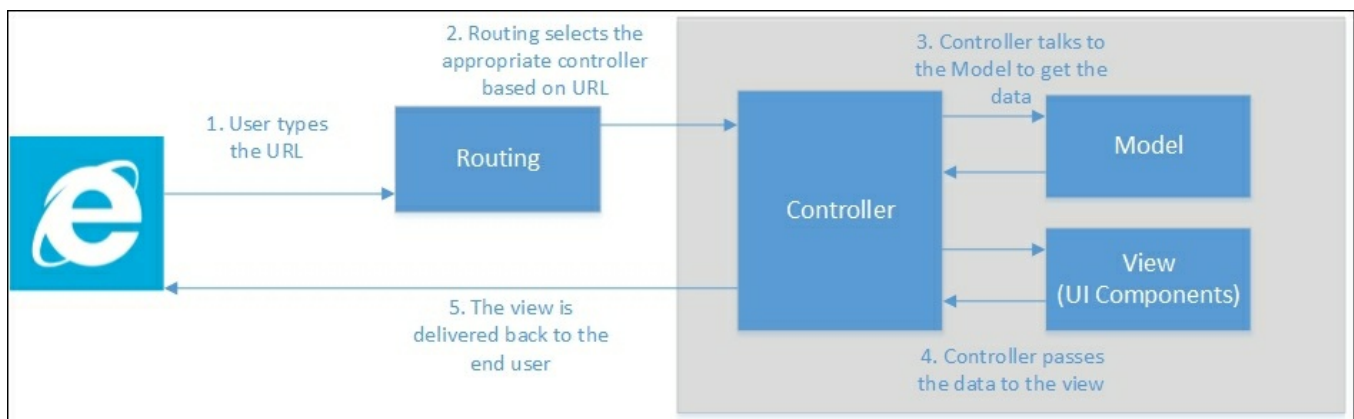 1. User types
the URL
Routing
2. Routing selects the
appropriate controller
based on URL
Controller
3. Controller talks to
the Model to get the
data
Model
View
(UI Components)
4. Controller passes
the data to the view
5. The view is
delivered back to the
end user